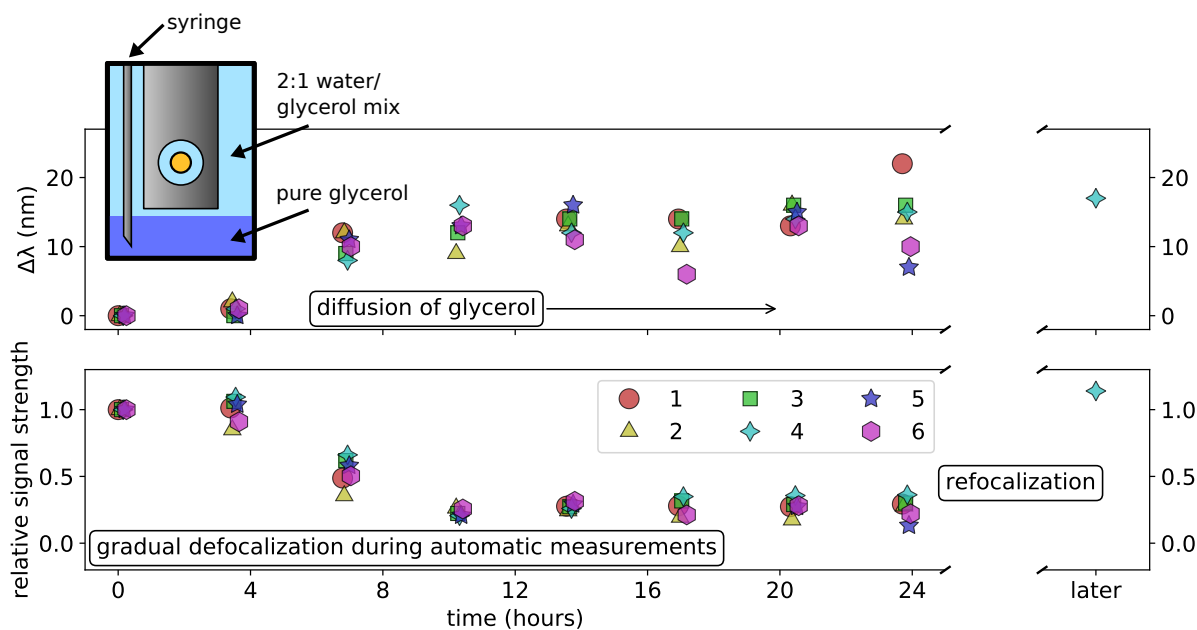 syringe
2:1 water/
glycerol mix
pure glycerol
Δλ (nm)
20
10
0
20
10
0
diffusion of glycerol
relative signal strength
1.0
0.5
0.0
1.0
0.5
0.0
1 3 5
2 4 6
refocalization
gradual defocalization during automatic measurements
0 4 8 12 16 20 24 later
time (hours)